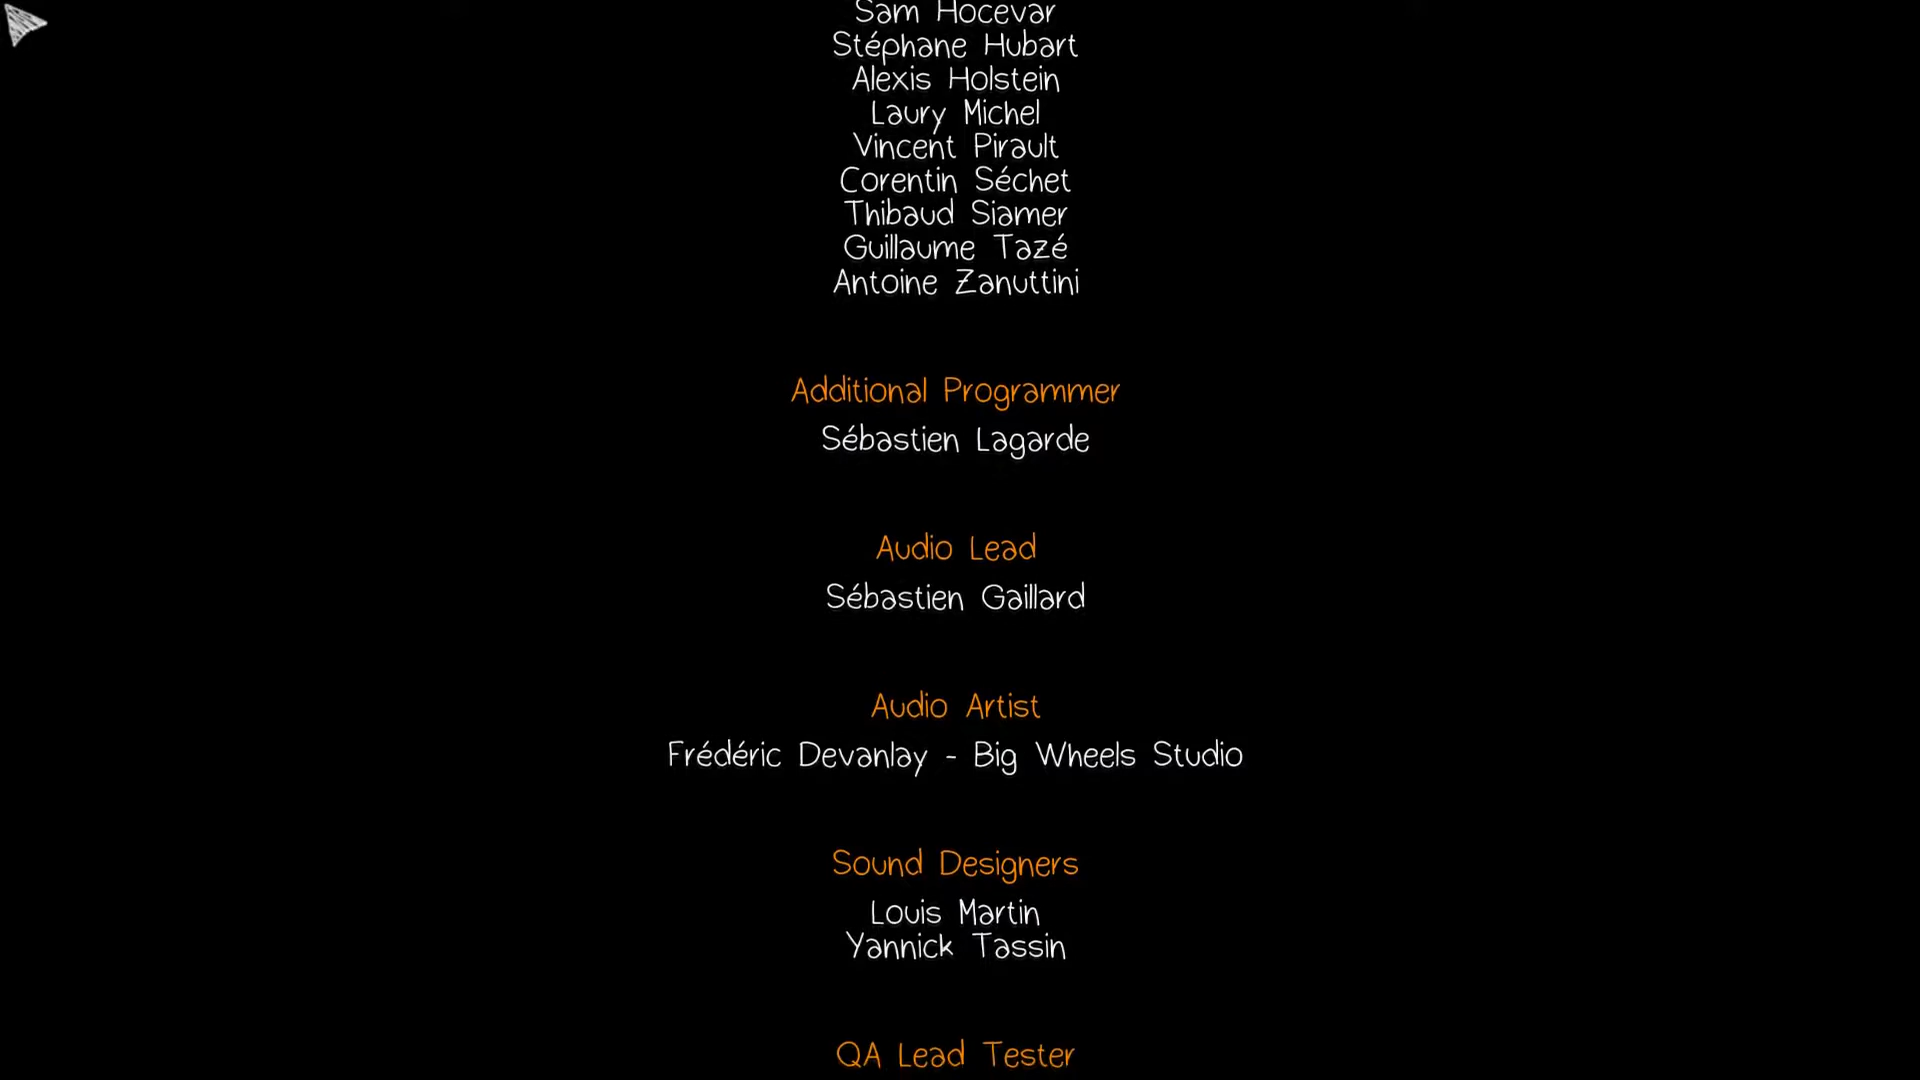 Sam Hocevar
Stéphane Hubart
Alexis Holstein
Laury Michel
Vincent Pirault
Corentin Séchet
Thibaud Siamer
Guillaume Tazé
Antoine Zanuttini
Additional Programmer
Sébastien Lagarde
Audio Lead
Sébastien Gaillard
Audio Artist
Frédéric Devanlay - Big Wheels Studio
Sound Designers
Louis Martin
Yannick Tassin
QA Lead Tester